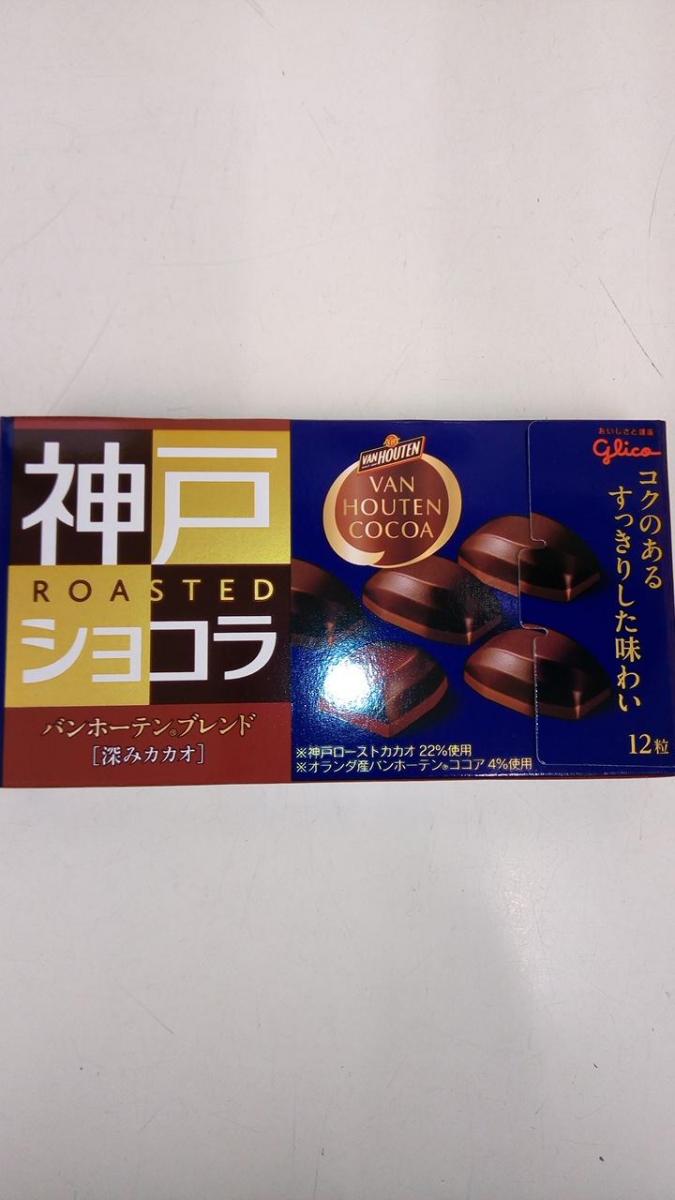 神戸
ROASTED
ショコラ
バンホーテン®ブレンド
[深みカカオ]
VAN HOUTEN
VAN
HOUTEN
COCOA
※神戸ローストカカオ 22%使用
※オランダ産バンホーテン®ココア 4%使用
おいしさと健康
Glico
コクのある
すっきりした味わい
12粒